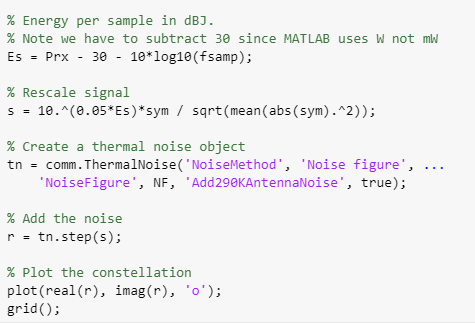 % Energy per sample in dBJ.
% Note we have to subtract 30 since MATLAB uses W not mW
Es = Prx - 30 - 10*log10(fsamp);
% Rescale signal
s = 10.^(0.05*Es)*sym / sqrt(mean(abs(sym).^2));
% Create a thermal noise object
tn = comm.ThermalNoise('NoiseMethod', 'Noise figure', ...
    'NoiseFigure', NF, 'Add290KAntennaNoise', true);
% Add the noise
r = tn.step(s);
% Plot the constellation
plot(real(r), imag(r), 'o');
grid();